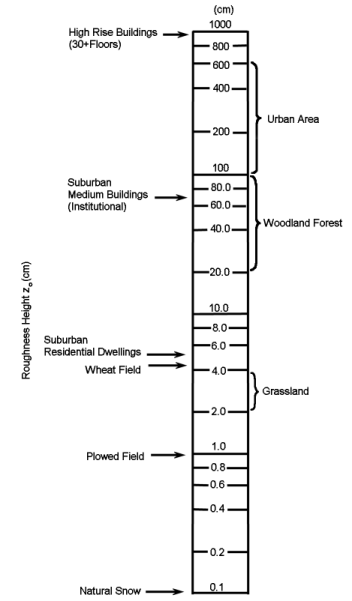 (cm)
1000
High Rise Buildings
(30+Floors)
800
600
400
Urban Area
200
100
Suburban
Medium Buildings
(Institutional)
80.0
60.0
Woodland Forest
40.0
20.0
Roughness Height zo(cm)
10.0
8.0
Suburban
Residential Dwellings
6.0
Wheat Field
4.0
Grassland
2.0
1.0
Plowed Field
0.8
0.6
0.4
0.2
Natural Snow
0.1